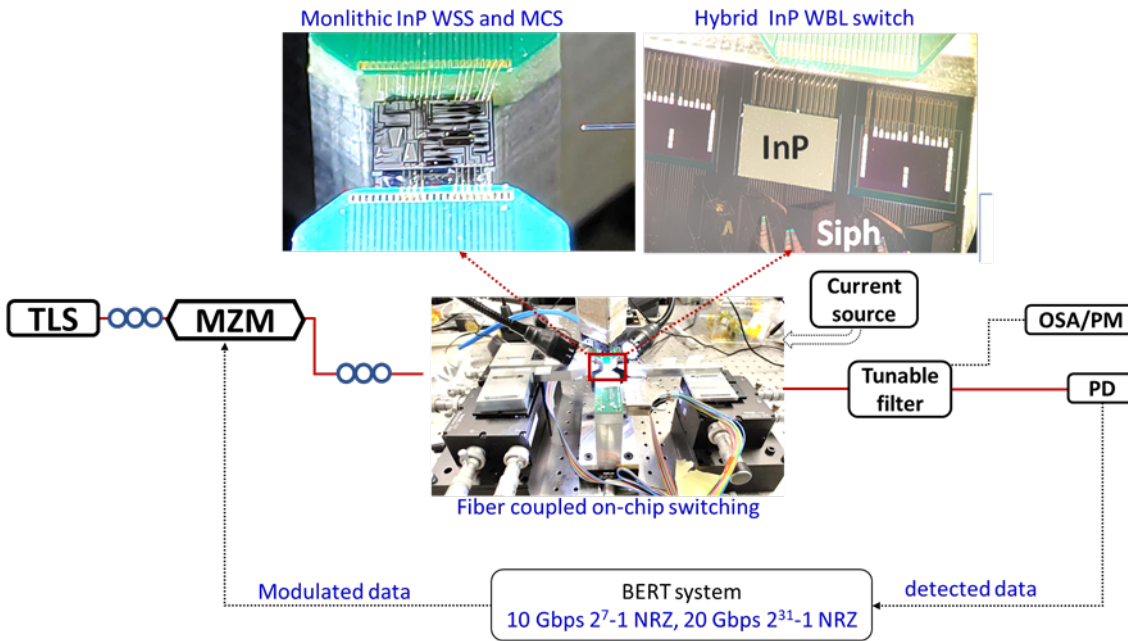 Monlithic InP WSS and MCS
Hybrid InP WBL switch
InP
Siph
TLS
MZM
Current
source
OSA/PM
Tunable
filter
PD
Fiber coupled on-chip switching
Modulated data
BERT system
10 Gbps 2⁷-1 NRZ, 20 Gbps 2³¹-1 NRZ
detected data